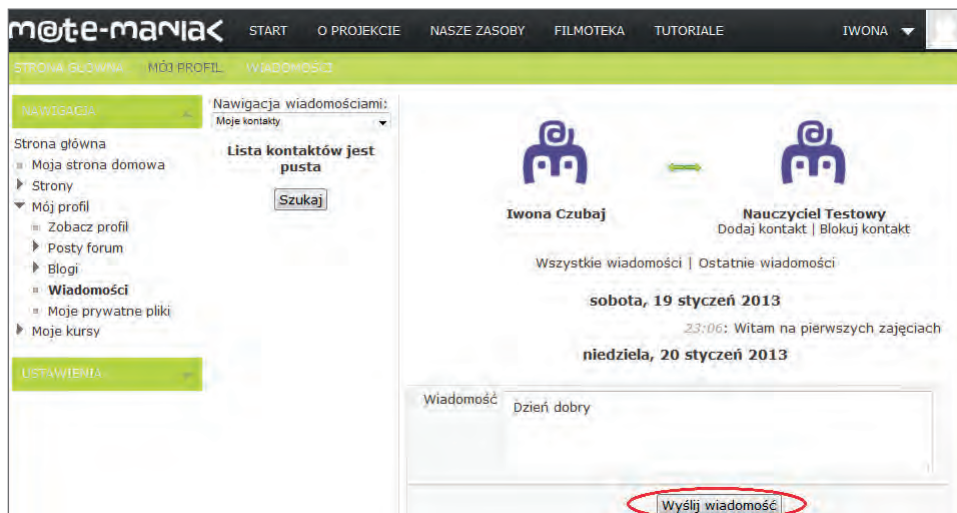 m@te-maniak START O PROJEKCIE NASZE ZASOBY FILMOTEKA TUTORIALE IWONA
STRONA GŁÓWNA MÓJ PROFIL WIADOMOŚCI
NAWIGACJA
Strona główna
Moja strona domowa
Strony
Mój profil
Zobacz profil
Posty forum
Blogi
Wiadomości
Moje prywatne pliki
Moje kursy
USTAWIENIA
Nawigacja wiadomościami:
Moje kontakty
Lista kontaktów jest
pusta
Szukaj
Iwona Czubaj
Nauczyciel Testowy
Dodaj kontakt | Blokuj kontakt
Wszystkie wiadomości | Ostatnie wiadomości
sobota, 19 styczeń 2013
23:06: Witam na pierwszych zajęciach
niedziela, 20 styczeń 2013
Wiadomość
Dzień dobry
Wyślij wiadomość